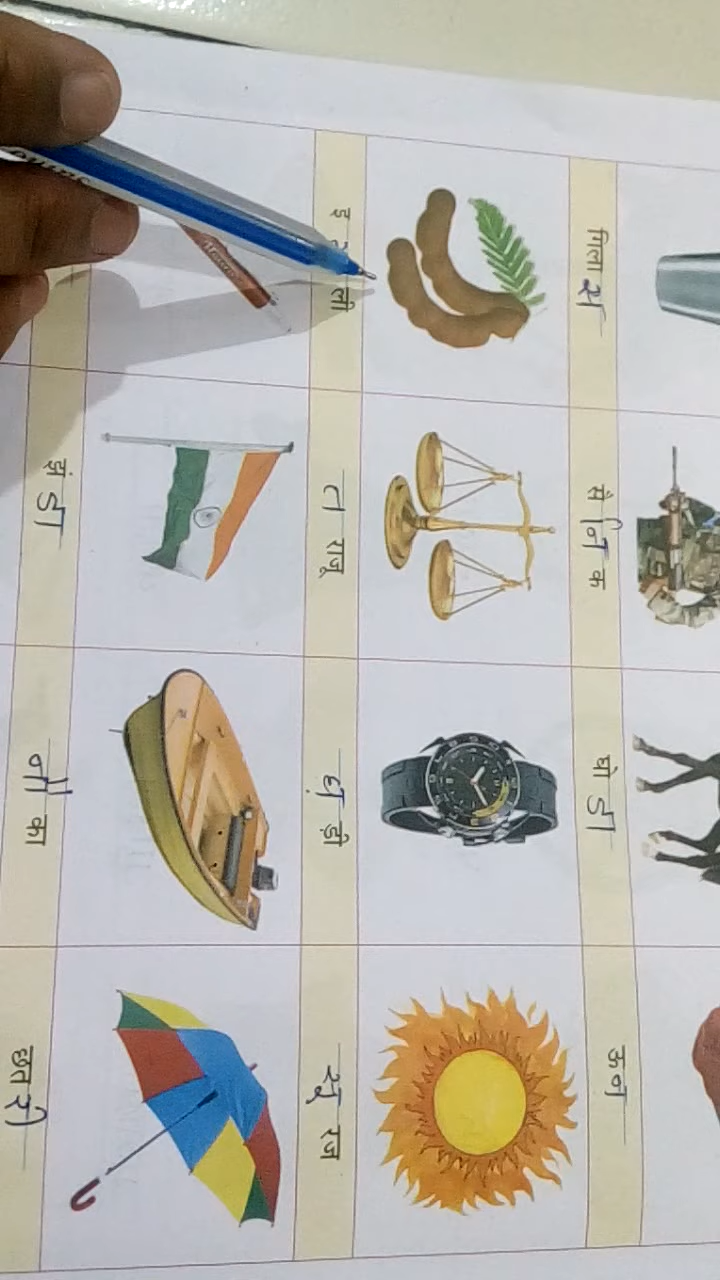 गिलास सैनिक घोडा ऊन
तराजू घड़ी सूरज
झंडा नौका छतरी